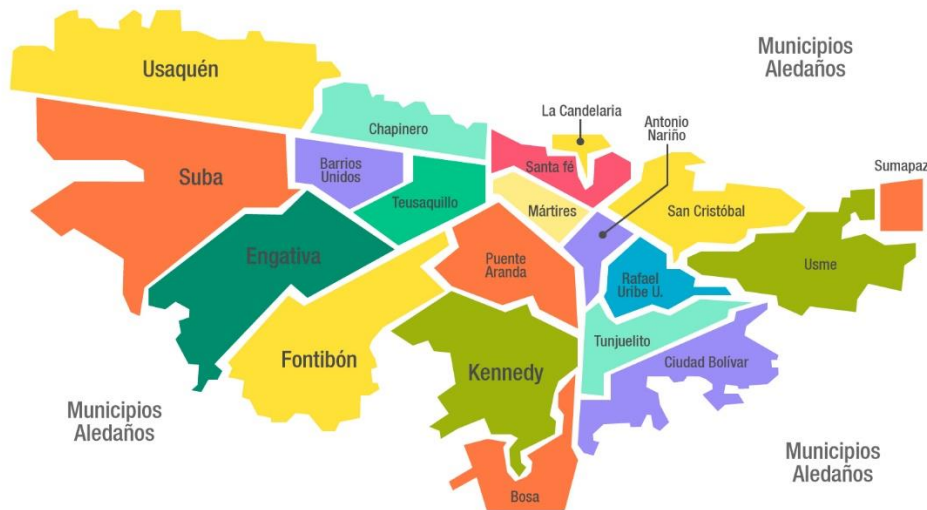 Municipios
Aledaños
Usaquén
La Candelaria
Antonio
Nariño
Chapinero
Barrios
Unidos
Santa fé
Sumapaz
Suba
Teusaquillo
Mártires
San Cristóbal
Engativa
Puente
Aranda
Rafael
Uribe U.
Usme
Fontibón
Kennedy
Tunjuelito
Ciudad Bolívar
Municipios
Aledaños
Municipios
Aledaños
Bosa